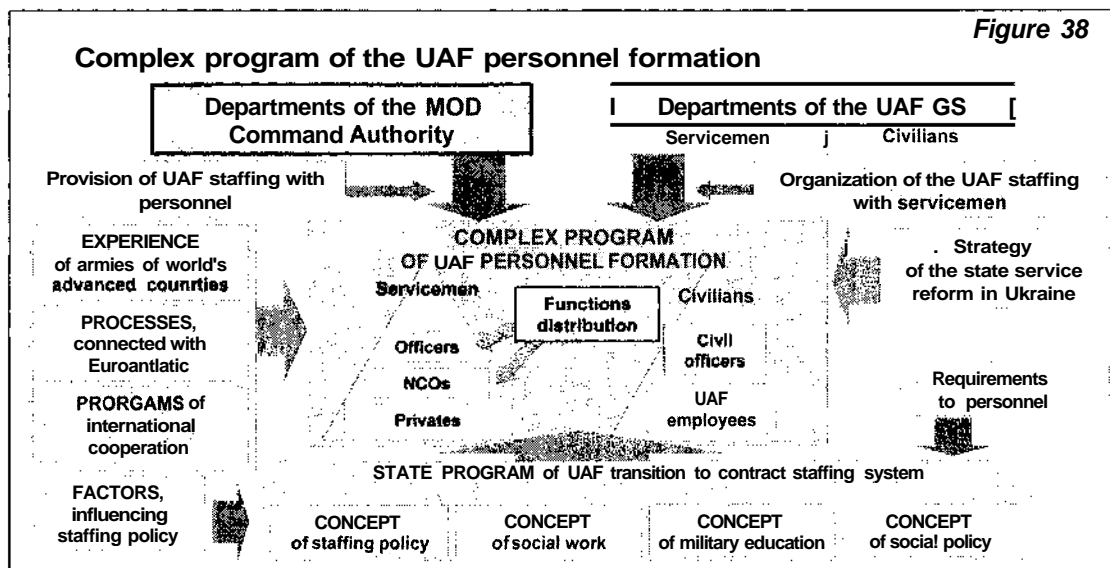 Figure 38
Complex program of the UAF personnel formation
Departments of the MOD
Command Authority
Departments of the UAF GS
Servicemen
Civilians
Provision of UAF staffing with
personnel
Organization of the UAF staffing
with servicemen
EXPERIENCE
of armies of world's
advanced counrties
PROCESSES,
connected with
Euroantlatic
PRORGAMS of
international
cooperation
COMPLEX PROGRAM
OF UAF PERSONNEL FORMATION
Servicemen
Functions
distribution
Civilians
Officers
NCOs
Privates
Civil
officers
UAF
employees
. Strategy
of the state service
reform in Ukraine
Requirements
to personnel
STATE PROGRAM of UAF transition to contract staffing system
FACTORS,
influencing
staffing policy
CONCEPT
of staffing policy
CONCEPT
of social work
CONCEPT
of military education
CONCEPT
of social policy